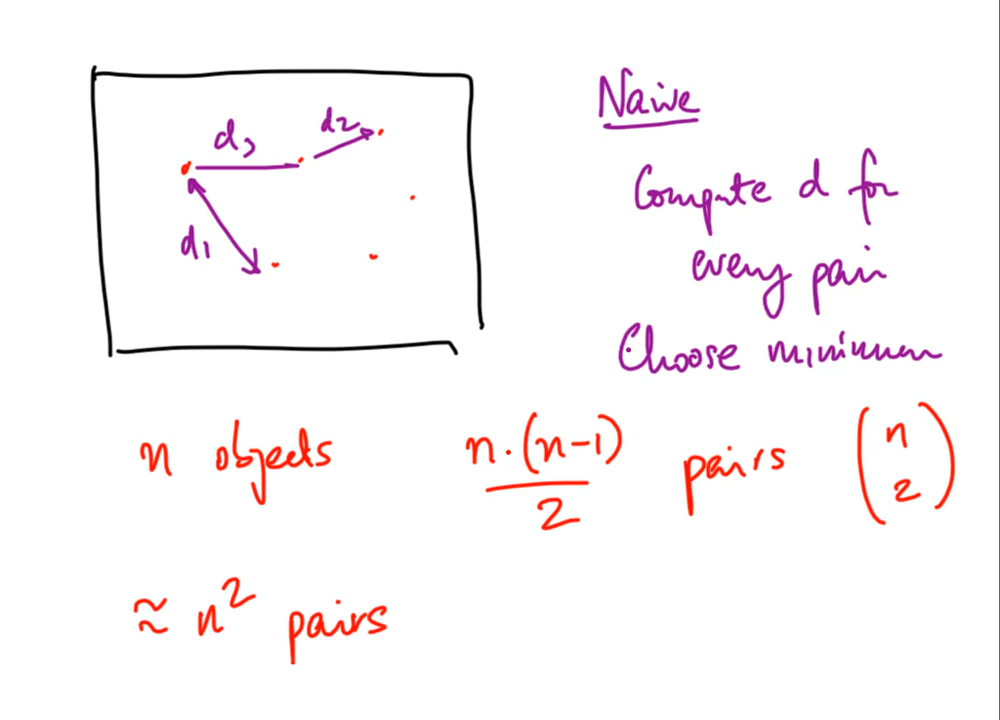 d3
d2
d1
Naive
Compute d for
every pair
Choose minimum
n objects
n·(n-1)/2 pairs
(n 2)
≈ n² pairs